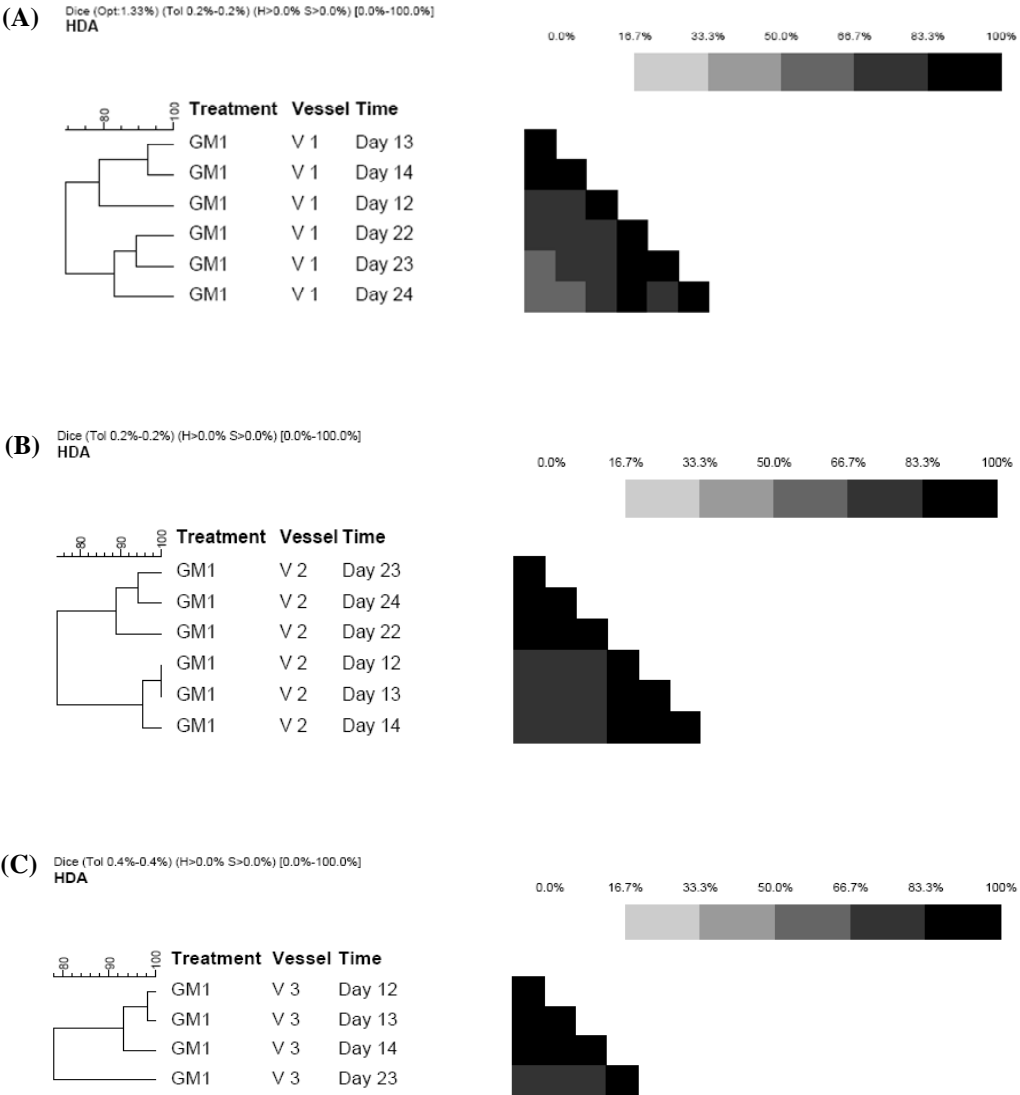 (A)
Dice (Opt:1.33%) (Tol 0.2%-0.2%) (H>0.0% S>0.0%) [0.0%-100.0%]
HDA
0.0% 16.7% 33.3% 50.0% 66.7% 83.3% 100%
80 100
Treatment Vessel Time
GM1 V 1 Day 13
GM1 V 1 Day 14
GM1 V 1 Day 12
GM1 V 1 Day 22
GM1 V 1 Day 23
GM1 V 1 Day 24
(B)
Dice (Tol 0.2%-0.2%) (H>0.0% S>0.0%) [0.0%-100.0%]
HDA
0.0% 16.7% 33.3% 50.0% 66.7% 83.3% 100%
80 90 100
Treatment Vessel Time
GM1 V 2 Day 23
GM1 V 2 Day 24
GM1 V 2 Day 22
GM1 V 2 Day 12
GM1 V 2 Day 13
GM1 V 2 Day 14
(C)
Dice (Tol 0.4%-0.4%) (H>0.0% S>0.0%) [0.0%-100.0%]
HDA
0.0% 16.7% 33.3% 50.0% 66.7% 83.3% 100%
80 90 100
Treatment Vessel Time
GM1 V 3 Day 12
GM1 V 3 Day 13
GM1 V 3 Day 14
GM1 V 3 Day 23